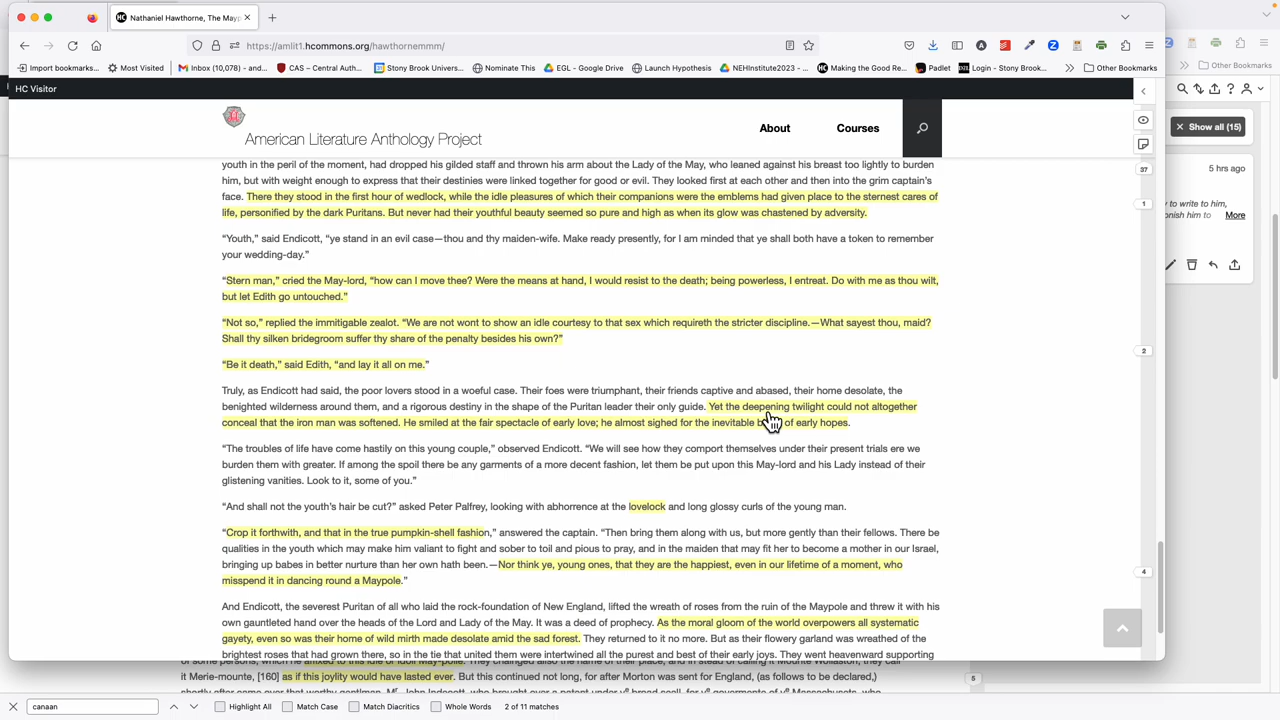 Nathaniel Hawthorne, The Mayp
https://amlit1.hcommons.org/hawthornemmm/
Import bookmarks...
Most Visited
Inbox (10,078) - and...
CAS – Central Auth...
Stony Brook Univers...
Nominate This
EGL - Google Drive
Launch Hypothesis
NEHInstitute2023 - ...
Making the Good Re...
Padlet
Login - Stony Brook...
Other Bookmarks
Other Bookmarks
HC Visitor
American Literature Anthology Project
About
Courses
Show all (15)
5 hrs ago
y to write to him,
onish him to
More
37
1
2
4
5
youth in the peril of the moment, had dropped his gilded staff and thrown his arm about the Lady of the May, who leaned against his breast too lightly to burden
him, but with weight enough to express that their destinies were linked together for good or evil. They looked first at each other and then into the grim captain's
face. There they stood in the first hour of wedlock, while the idle pleasures of which their companions were the emblems had given place to the sternest cares of
life, personified by the dark Puritans. But never had their youthful beauty seemed so pure and high as when its glow was chastened by adversity.
“Youth,” said Endicott, “ye stand in an evil case—thou and thy maiden-wife. Make ready presently, for I am minded that ye shall both have a token to remember
your wedding-day.”
“Stern man,” cried the May-lord, “how can I move thee? Were the means at hand, I would resist to the death; being powerless, I entreat. Do with me as thou wilt,
but let Edith go untouched.”
“Not so,” replied the immitigable zealot. “We are not wont to show an idle courtesy to that sex which requireth the stricter discipline.—What sayest thou, maid?
Shall thy silken bridegroom suffer thy share of the penalty besides his own?”
“Be it death,” said Edith, “and lay it all on me.”
Truly, as Endicott had said, the poor lovers stood in a woeful case. Their foes were triumphant, their friends captive and abased, their home desolate, the
benighted wilderness around them, and a rigorous destiny in the shape of the Puritan leader their only guide. Yet the deepening twilight could not altogether
conceal that the iron man was softened. He smiled at the fair spectacle of early love; he almost sighed for the inevitable of early hopes.
“The troubles of life have come hastily on this young couple,” observed Endicott. “We will see how they comport themselves under their present trials ere we
burden them with greater. If among the spoil there be any garments of a more decent fashion, let them be put upon this May-lord and his Lady instead of their
glistening vanities. Look to it, some of you.”
“And shall not the youth's hair be cut?” asked Peter Palfrey, looking with abhorrence at the lovelock and long glossy curls of the young man.
“Crop it forthwith, and that in the true pumpkin-shell fashion,” answered the captain. “Then bring them along with us, but more gently than their fellows. There be
qualities in the youth which may make him valiant to fight and sober to toil and pious to pray, and in the maiden that may fit her to become a mother in our Israel,
bringing up babes in better nurture than her own hath been.—Nor think ye, young ones, that they are the happiest, even in our lifetime of a moment, who
misspend it in dancing round a Maypole.”
And Endicott, the severest Puritan of all who laid the rock-foundation of New England, lifted the wreath of roses from the ruin of the Maypole and threw it with his
own gauntleted hand over the heads of the Lord and Lady of the May. It was a deed of prophecy. As the moral gloom of the world overpowers all systematic
gayety, even so was their home of wild mirth made desolate amid the sad forest. They returned to it no more. But as their flowery garland was wreathed of the
brightest roses that had grown there, so in the tie that united them were intertwined all the purest and best of their early joys. They went heavenward supporting
it Merie-mounte, [160] as if this joylity would have lasted ever. But this continued not long, for after Morton was sent for England, (as follows to be declared,)
canaan
Highlight All
Match Case
Match Diacritics
Whole Words
2 of 11 matches